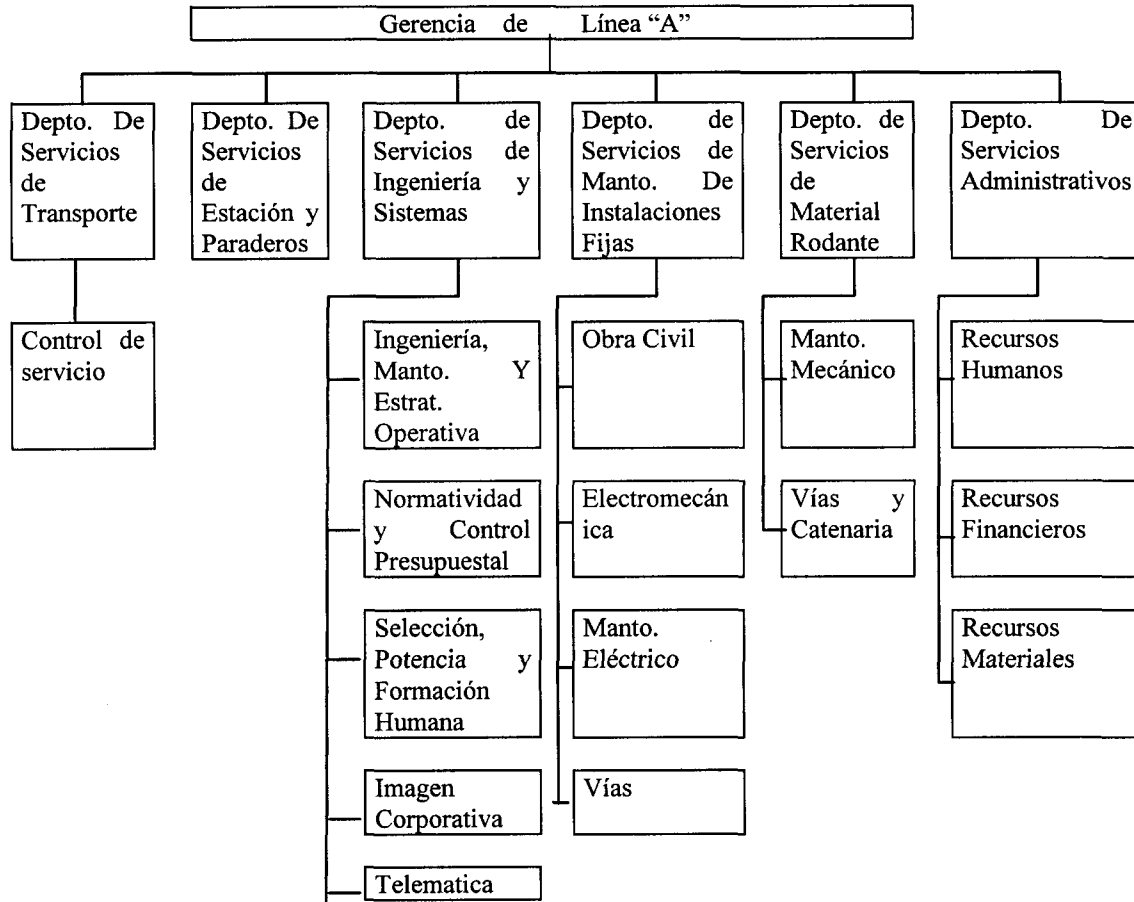 Gerencia de Línea “A”
Depto. De
Servicios
de
Transporte
Depto. De
Servicios
de
Estación y
Paraderos
Depto. de
Servicios de
Ingeniería y
Sistemas
Depto. de
Servicios de
Manto. De
Instalaciones
Fijas
Depto. de
Servicios
de
Material
Rodante
Depto. De
Servicios
Administrativos
Control de
servicio
Ingeniería,
Manto. Y
Estrat.
Operativa
Normatividad
y Control
Presupuestal
Selección,
Potencia y
Formación
Humana
Imagen
Corporativa
Telematica
Obra Civil
Electromecán
ica
Manto.
Eléctrico
Vías
Manto.
Mecánico
Vías y
Catenaria
Recursos
Humanos
Recursos
Financieros
Recursos
Materiales